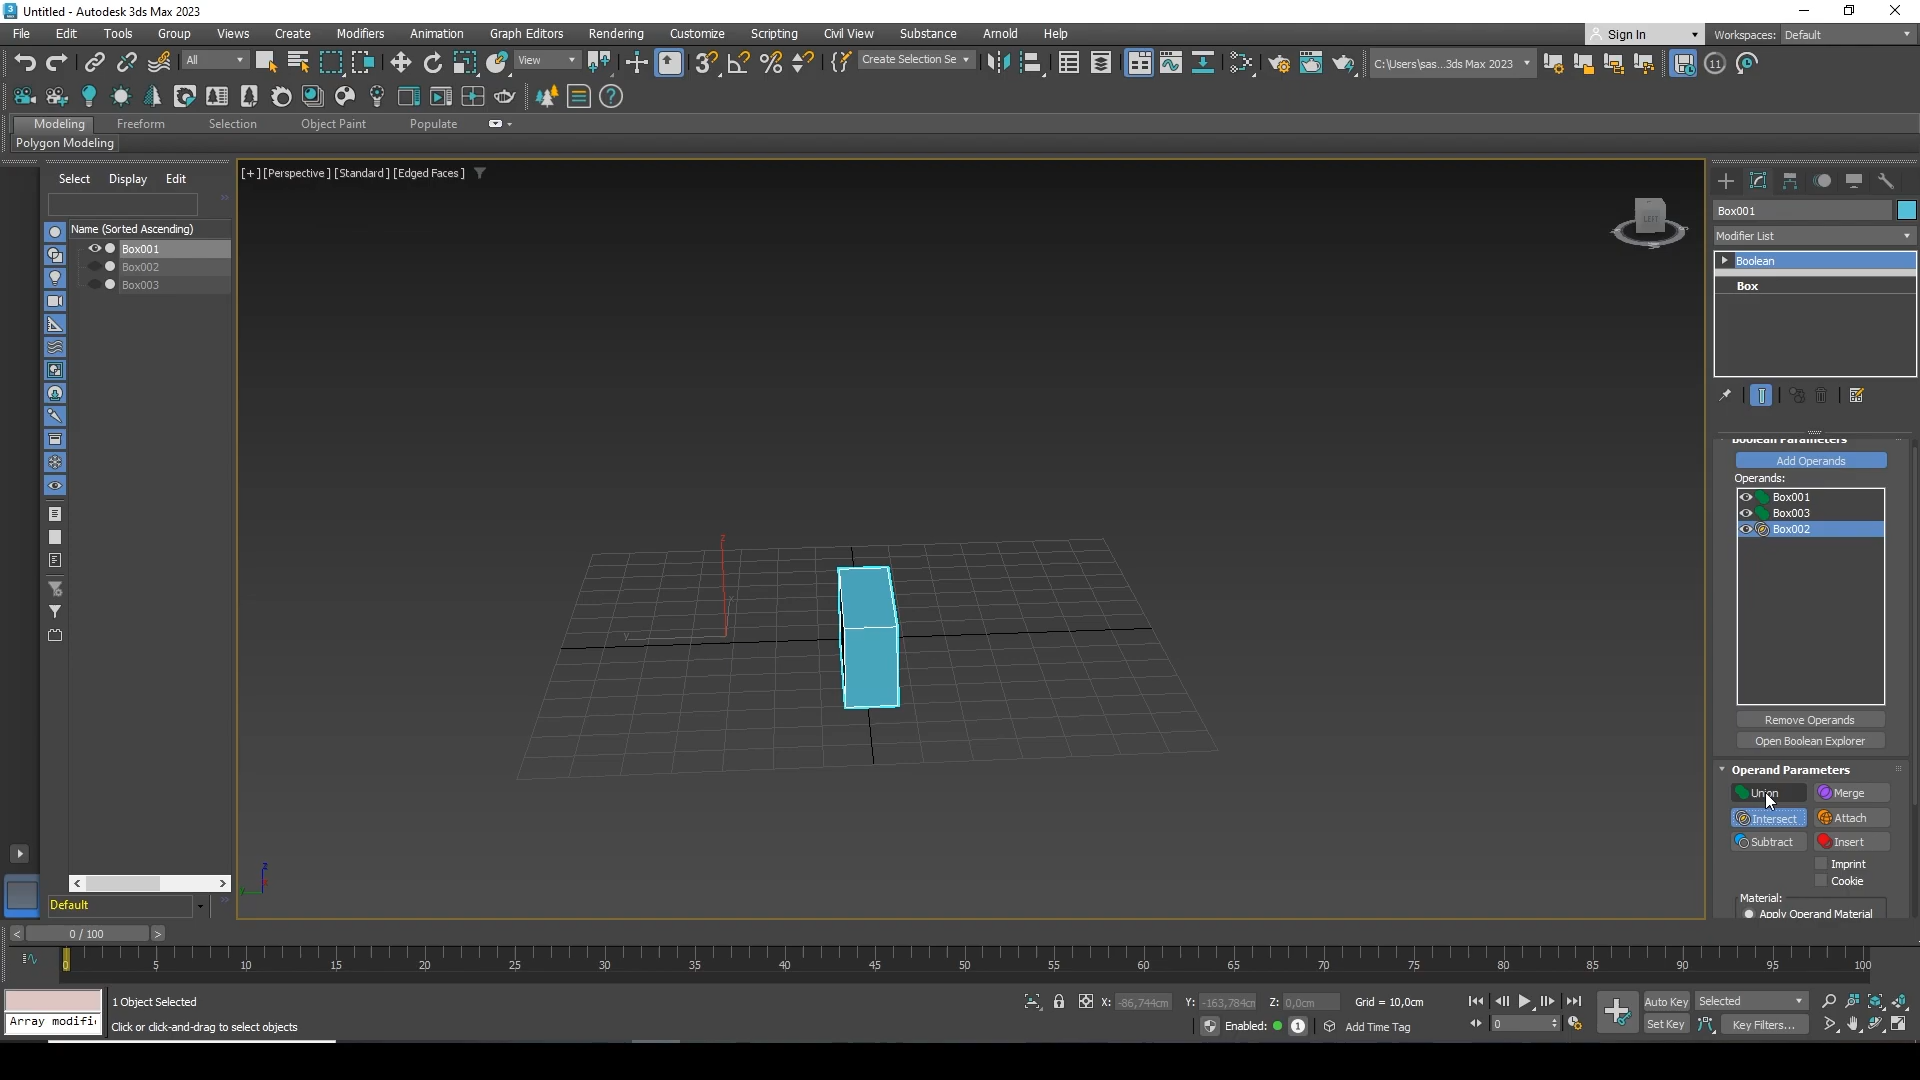 Untitled - Autodesk 3ds Max 2023
File Edit Tools Group Views Create Modifiers Animation Graph Editors Rendering Customize Scripting Civil View Substance Arnold Help
Sign In Workspaces: Default
All View Create Selection Se C:\Users\sas...3ds Max 2023 11
Modeling Freeform Selection Object Paint Populate
Polygon Modeling
Select Display Edit
[+] [Perspective] [Standard] [Edged Faces]
Name (Sorted Ascending)
Box001
Box002
Box003
LEFT
Box001
Modifier List
Boolean
Box
Boolean Parameters
Add Operands
Operands:
Box001
Box003
Box002
Remove Operands
Open Boolean Explorer
Operand Parameters
Union Merge
Intersect Attach
Subtract Insert
Imprint
Cookie
Material:
Apply Operand Material
z
x
y
z
Default
0 / 100
0 5 10 15 20 25 30 35 40 45 50 55 60 65 70 75 80 85 90 95 100
1 Object Selected
Click or click-and-drag to select objects
Array modifi
X: -86,744cm Y: -163,784cm Z: 0,0cm Grid = 10,0cm
Enabled: 1 Add Time Tag
0
Auto Key Selected
Set Key Key Filters...